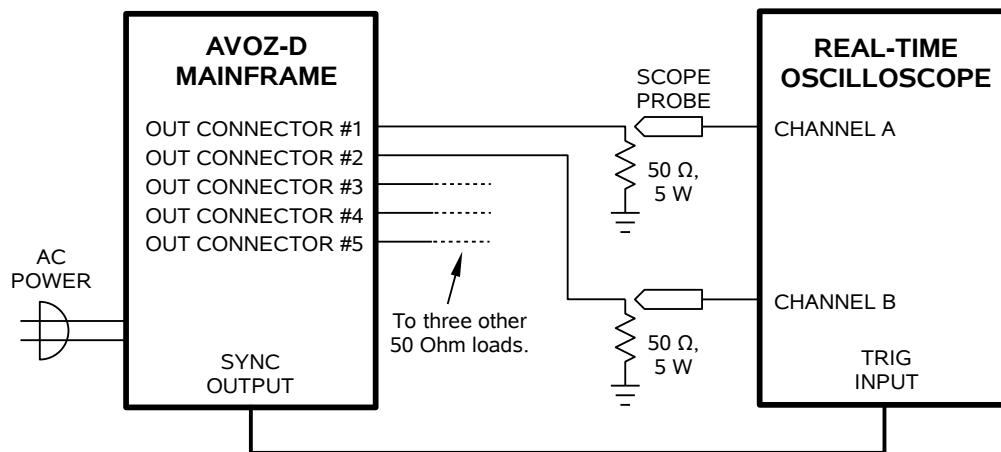 AVOZ-D
MAINFRAME
OUT CONNECTOR #1
OUT CONNECTOR #2
OUT CONNECTOR #3
OUT CONNECTOR #4
OUT CONNECTOR #5
AC
POWER
SYNC
OUTPUT
To three other
50 Ohm loads.
SCOPE
PROBE
50 Ω,
5 W
50 Ω,
5 W
REAL-TIME
OSCILLOSCOPE
CHANNEL A
CHANNEL B
TRIG
INPUT